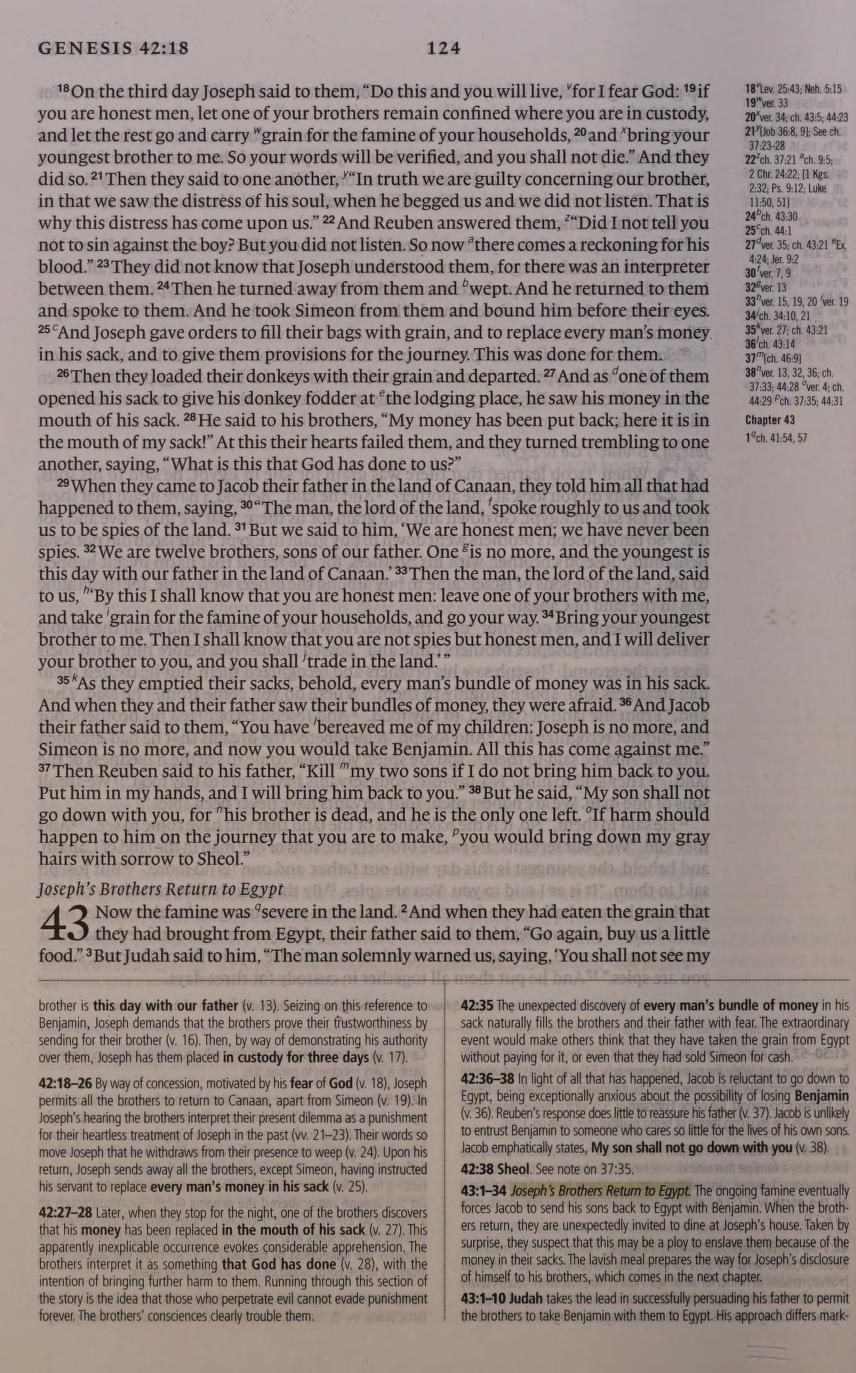 GENESIS 42:18
124
18 On the third day Joseph said to them, “Do this and you will live, v for I fear God: 19 if
you are honest men, let one of your brothers remain confined where you are in custody,
and let the rest go and carry w grain for the famine of your households, 20 and x bring your
youngest brother to me. So your words will be verified, and you shall not die.” And they
did so. 21 Then they said to one another, y “In truth we are guilty concerning our brother,
in that we saw the distress of his soul, when he begged us and we did not listen. That is
why this distress has come upon us.” 22 And Reuben answered them, z “Did I not tell you
not to sin against the boy? But you did not listen. So now a there comes a reckoning for his
blood.” 23 They did not know that Joseph understood them, for there was an interpreter
between them. 24 Then he turned away from them and b wept. And he returned to them
and spoke to them. And he took Simeon from them and bound him before their eyes.
25 c And Joseph gave orders to fill their bags with grain, and to replace every man’s money
in his sack, and to give them provisions for the journey. This was done for them.
26 Then they loaded their donkeys with their grain and departed. 27 And as d one of them
opened his sack to give his donkey fodder at e the lodging place, he saw his money in the
mouth of his sack. 28 He said to his brothers, “My money has been put back; here it is in
the mouth of my sack!” At this their hearts failed them, and they turned trembling to one
another, saying, “What is this that God has done to us?”
29 When they came to Jacob their father in the land of Canaan, they told him all that had
happened to them, saying, 30 “The man, the lord of the land, f spoke roughly to us and took
us to be spies of the land. 31 But we said to him, ‘We are honest men; we have never been
spies. 32 We are twelve brothers, sons of our father. One g is no more, and the youngest is
this day with our father in the land of Canaan.’ 33 Then the man, the lord of the land, said
to us, h “By this I shall know that you are honest men: leave one of your brothers with me,
and take i grain for the famine of your households, and go your way. 34 Bring your youngest
brother to me. Then I shall know that you are not spies but honest men, and I will deliver
your brother to you, and you shall j trade in the land.’ ”
35 k As they emptied their sacks, behold, every man’s bundle of money was in his sack.
And when they and their father saw their bundles of money, they were afraid. 36 And Jacob
their father said to them, “You have l bereaved me of my children: Joseph is no more, and
Simeon is no more, and now you would take Benjamin. All this has come against me.”
37 Then Reuben said to his father, “Kill m my two sons if I do not bring him back to you.
Put him in my hands, and I will bring him back to you.” 38 But he said, “My son shall not
go down with you, for n his brother is dead, and he is the only one left. o If harm should
happen to him on the journey that you are to make, p you would bring down my gray
hairs with sorrow to Sheol.”
Joseph’s Brothers Return to Egypt
43 Now the famine was q severe in the land. 2 And when they had eaten the grain that
they had brought from Egypt, their father said to them, “Go again, buy us a little
food.” 3 But Judah said to him, “The man solemnly warned us, saying, ‘You shall not see my
18 v Lev. 25:43; Neh. 5:15
19 w ver. 33
20 x ver. 34; ch. 43:5; 44:23
21 y [Job 36:8, 9]; See ch.
37:23-28
22 z ch. 37:21 a ch. 9:5;
2 Chr. 24:22; [1 Kgs.
2:32; Ps. 9:12; Luke
11:50, 51]
24 b ch. 43:30
25 c ch. 44:1
27 d ver. 35; ch. 43:21 e Ex.
4:24; Jer. 9:2
30 f ver. 7, 9
32 g ver. 13
33 h ver. 15, 19, 20 i ver. 19
34 j ch. 34:10, 21
35 k ver. 27; ch. 43:21
36 l ch. 43:14
37 m [ch. 46:9]
38 n ver. 13, 32, 36; ch.
37:33; 44:28 o ver. 4; ch.
44:29 p ch. 37:35; 44:31
Chapter 43
1 q ch. 41:54, 57
brother is this day with our father (v. 13). Seizing on this reference to
Benjamin, Joseph demands that the brothers prove their trustworthiness by
sending for their brother (v. 16). Then, by way of demonstrating his authority
over them, Joseph has them placed in custody for three days (v. 17).
42:18–26 By way of concession, motivated by his fear of God (v. 18), Joseph
permits all the brothers to return to Canaan, apart from Simeon (v. 19). In
Joseph’s hearing the brothers interpret their present dilemma as a punishment
for their heartless treatment of Joseph in the past (vv. 21–23). Their words so
move Joseph that he withdraws from their presence to weep (v. 24). Upon his
return, Joseph sends away all the brothers, except Simeon, having instructed
his servant to replace every man’s money in his sack (v. 25).
42:27–28 Later, when they stop for the night, one of the brothers discovers
that his money has been replaced in the mouth of his sack (v. 27). This
apparently inexplicable occurrence evokes considerable apprehension. The
brothers interpret it as something that God has done (v. 28), with the
intention of bringing further harm to them. Running through this section of
the story is the idea that those who perpetrate evil cannot evade punishment
forever. The brothers’ consciences clearly trouble them.
42:35 The unexpected discovery of every man’s bundle of money in his
sack naturally fills the brothers and their father with fear. The extraordinary
event would make others think that they have taken the grain from Egypt
without paying for it, or even that they had sold Simeon for cash.
42:36–38 In light of all that has happened, Jacob is reluctant to go down to
Egypt, being exceptionally anxious about the possibility of losing Benjamin
(v. 36). Reuben’s response does little to reassure his father (v. 37). Jacob is unlikely
to entrust Benjamin to someone who cares so little for the lives of his own sons.
Jacob emphatically states, My son shall not go down with you (v. 38).
42:38 Sheol. See note on 37:35.
43:1–34 Joseph’s Brothers Return to Egypt. The ongoing famine eventually
forces Jacob to send his sons back to Egypt with Benjamin. When the broth-
ers return, they are unexpectedly invited to dine at Joseph’s house. Taken by
surprise, they suspect that this may be a ploy to enslave them because of the
money in their sacks. The lavish meal prepares the way for Joseph’s disclosure
of himself to his brothers, which comes in the next chapter.
43:1–10 Judah takes the lead in successfully persuading his father to permit
the brothers to take Benjamin with them to Egypt. His approach differs mark-